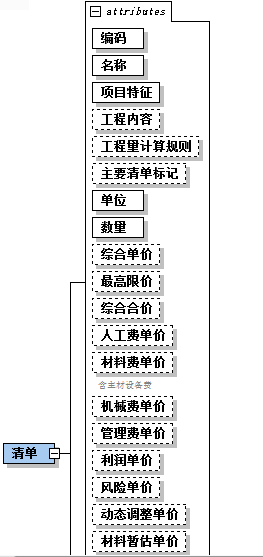 attributes
编码
名称
项目特征
工程内容
工程量计算规则
主要清单标记
单位
数量
综合单价
最高限价
综合合价
人工费单价
材料费单价
含主材设备费
机械费单价
管理费单价
利润单价
风险单价
动态调整单价
材料暂估单价
清单